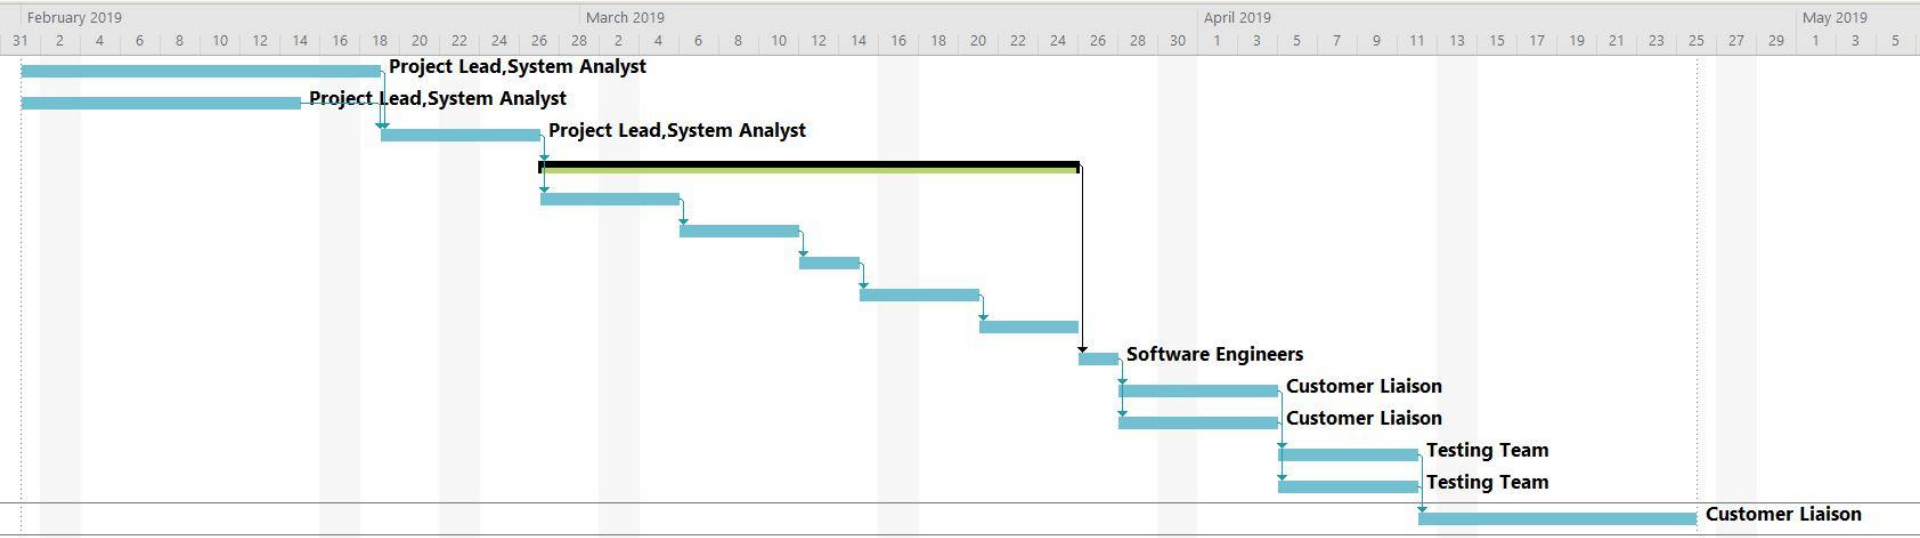 February 2019 March 2019 April 2019 May 2019
31 2 4 6 8 10 12 14 16 18 20 22 24 26 28 2 4 6 8 10 12 14 16 18 20 22 24 26 28 30 1 3 5 7 9 11 13 15 17 19 21 23 25 27 29 1 3 5
Project Lead,System Analyst
Project Lead,System Analyst
Project Lead,System Analyst
Software Engineers
Customer Liaison
Customer Liaison
Testing Team
Testing Team
Customer Liaison